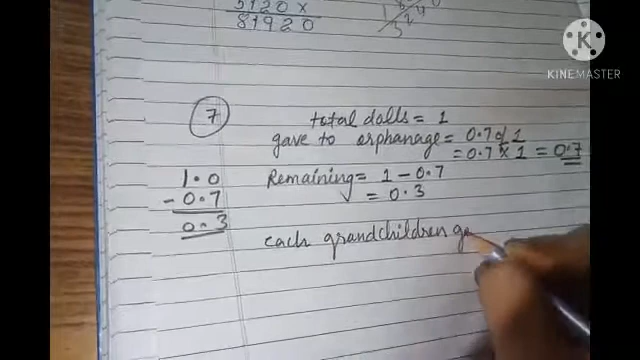 5120 x
81920
KINEMASTER
7
total dolls = 1
gave to orphanage = 0.7 of 1
= 0.7 x 1 = 0.7
Remaining = 1 - 0.7
= 0.3
1.0
- 0.7
0.3
each grandchildren